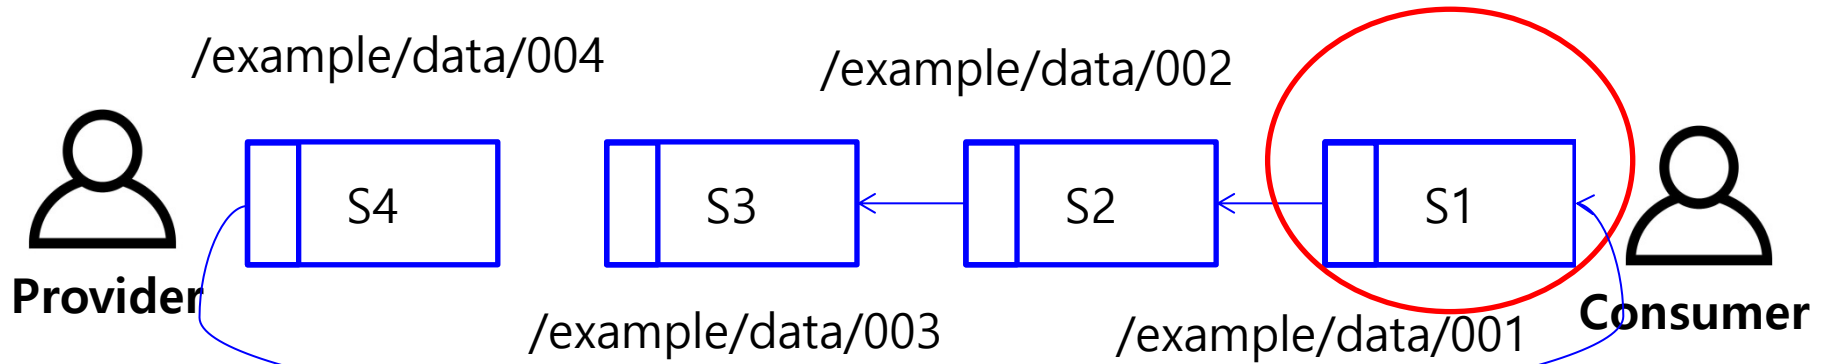 /example/data/004
/example/data/002
S4
S3
S2
S1
Provider
Consumer
/example/data/003
/example/data/001